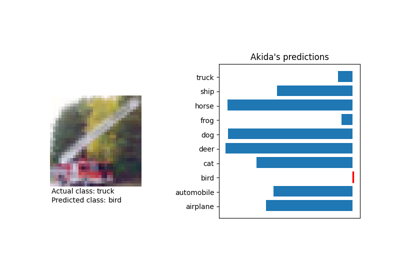 Akida's predictions
truck
ship
horse
frog
dog
deer
cat
bird
automobile
airplane
Actual class: truck
Predicted class: bird